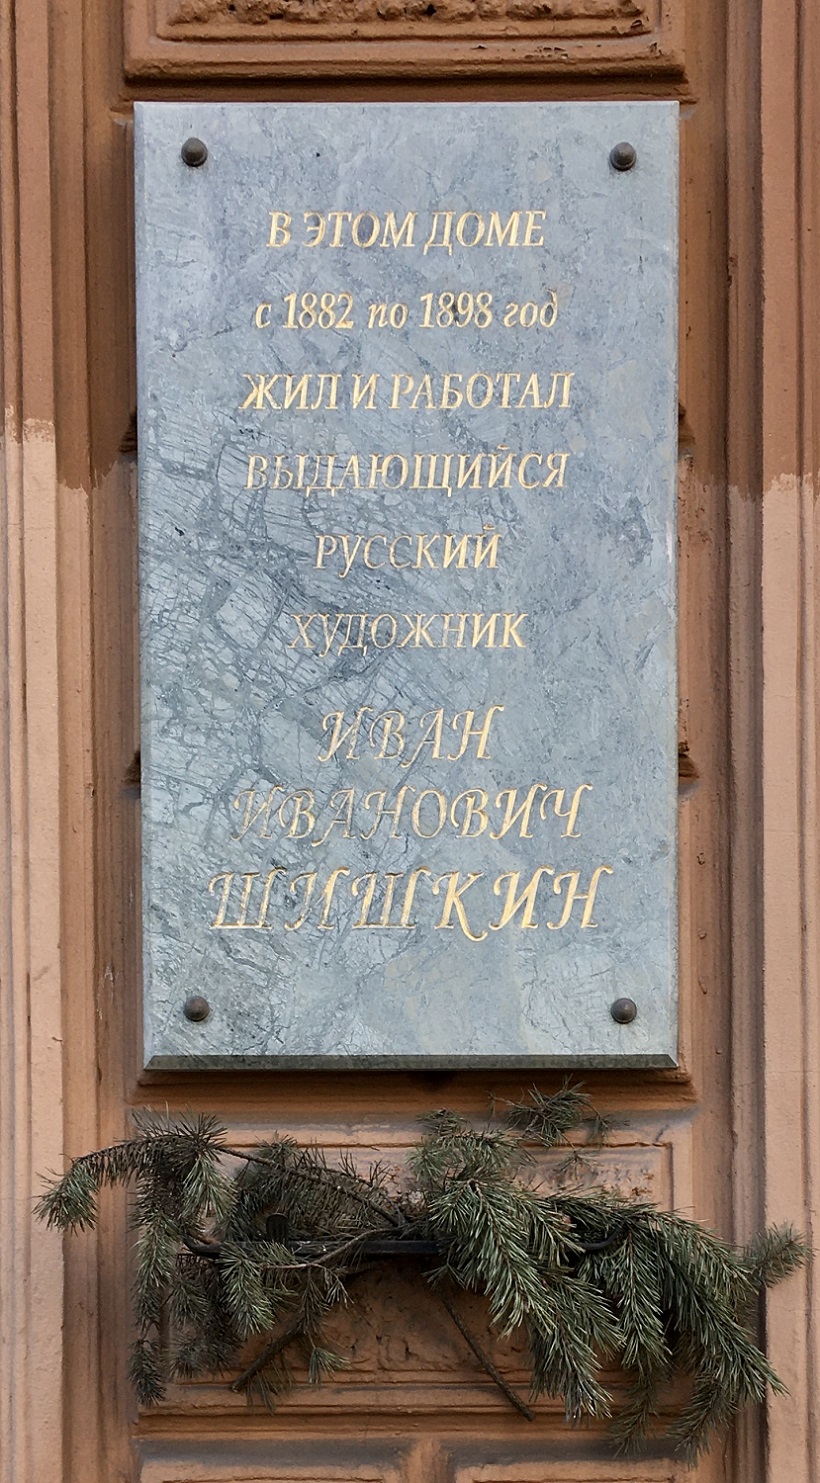 В ЭТОМ ДОМЕ
с 1882 по 1898 год
ЖИЛ И РАБОТАЛ
ВЫДАЮЩИЙСЯ
РУССКИЙ
ХУДОЖНИК
ИВАН
ИВАНОВИЧ
ШИШКИН